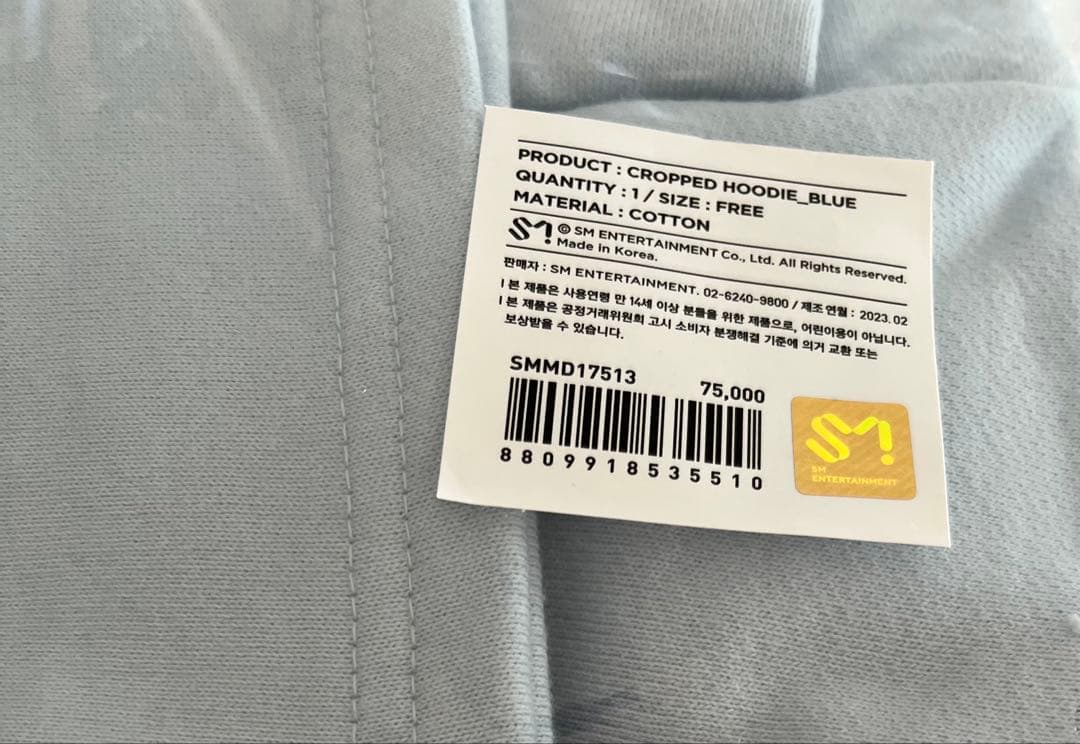 PRODUCT : CROPPED HOODIE_BLUE
QUANTITY : 1 / SIZE : FREE
MATERIAL : COTTON
SM! © SM ENTERTAINMENT Co., Ltd. All Rights Reserved.
Made in Korea.
판매자 : SM ENTERTAINMENT. 02-6240-9800 / 제조 연월 : 2023. 02
l 본 제품은 사용연령 만 14세 이상 분들을 위한 제품으로, 어린이용이 아닙니다.
l 본 제품은 공정거래위원회 고시 소비자 분쟁해결 기준에 의거 교환 또는
보상받을 수 있습니다.
SMMD17513 75,000
8809918535510
SM!
SM
ENTERTAINMENT